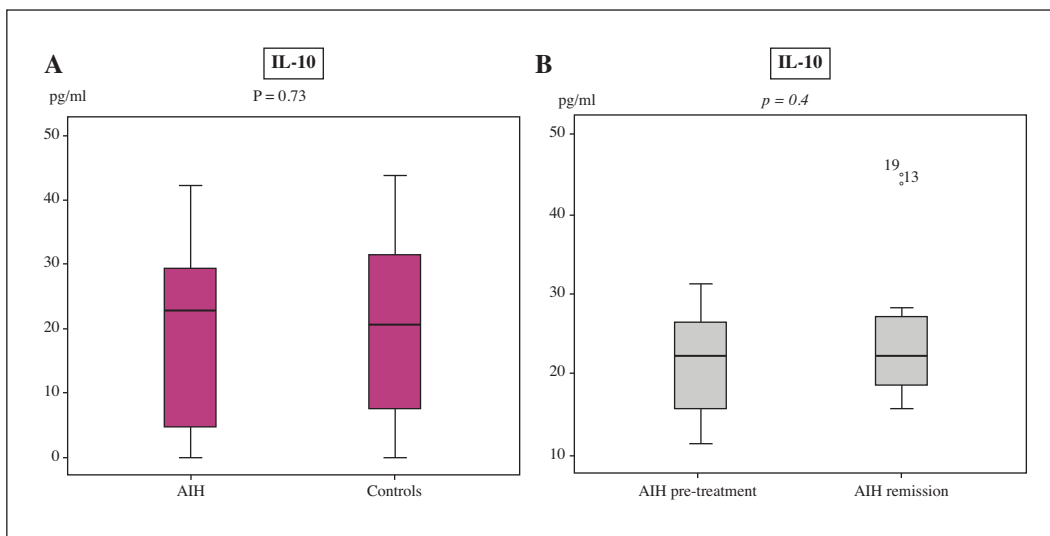 A
IL-10
pg/ml
P = 0.73
50
40
30
20
10
0
AIH
Controls
B
IL-10
pg/ml
p = 0.4
50
40
30
20
10
19
13
AIH pre-treatment
AIH remission